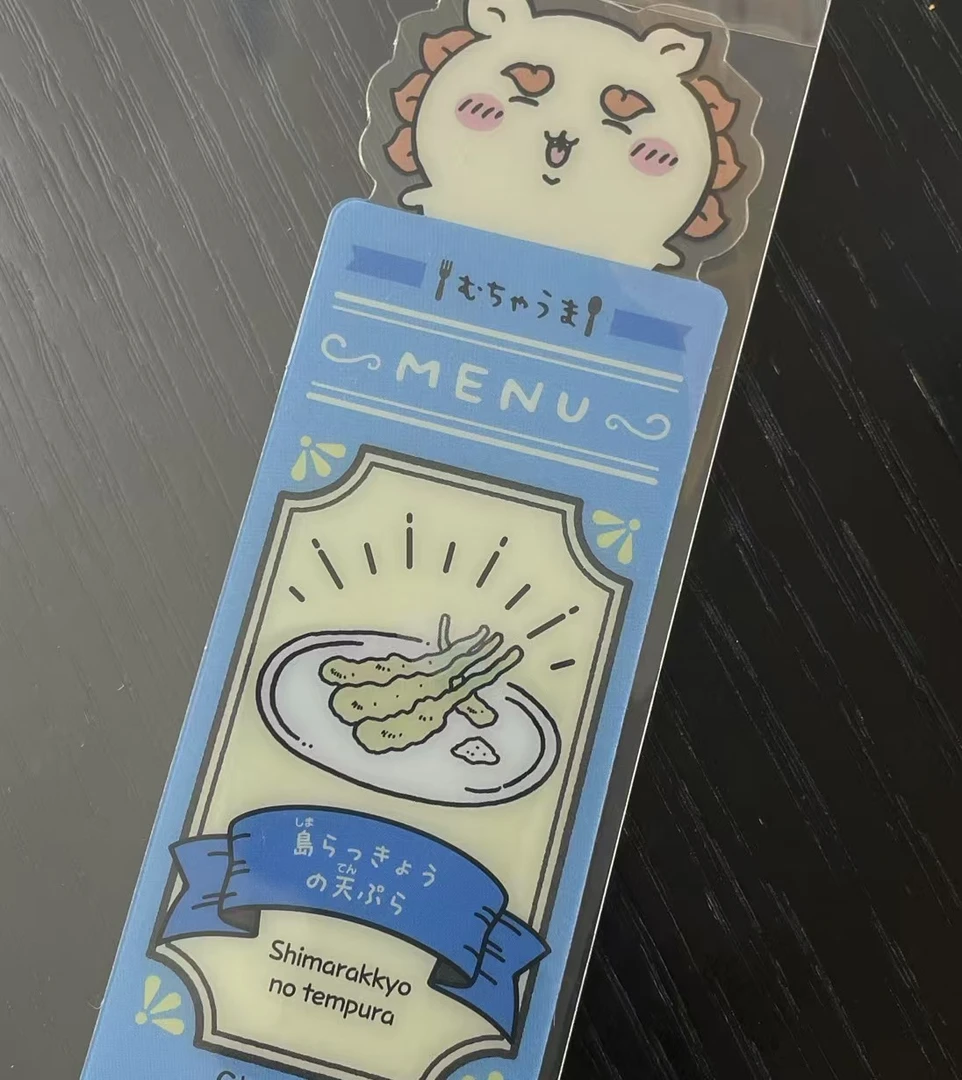 むちゃうま
MENU
島らっきょう
の天ぷら
Shimarakkyo
no tempura